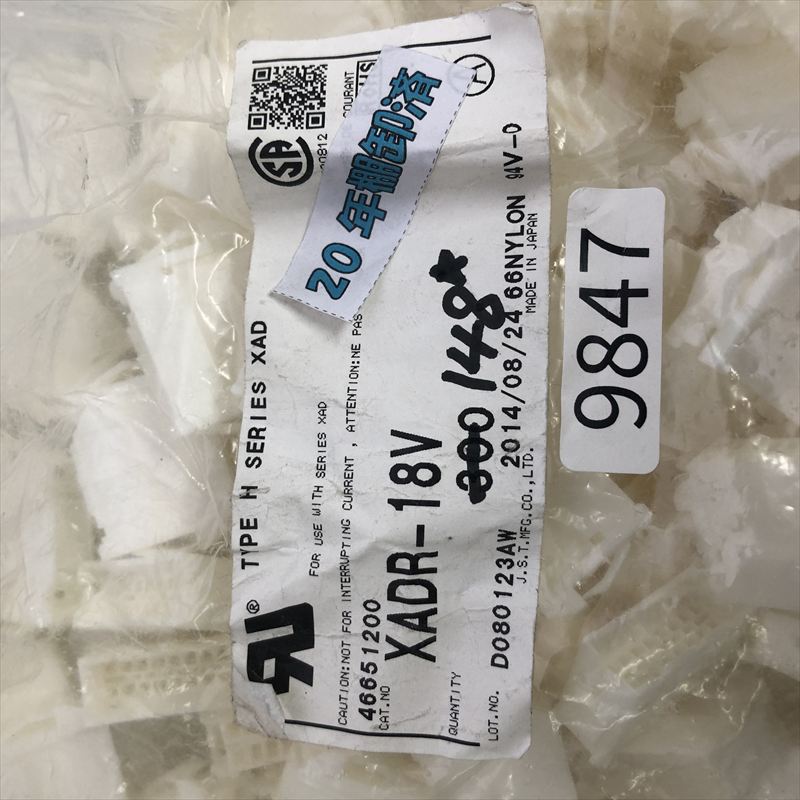 TYPE H SERIES XAD
FOR USE WITH SERIES XAD
CAUTION:NOT FOR INTERRUPTING CURRENT , ATTENTION:NE PAS
COURANT
46651200
CAT.NO
XADR-18V
QUANTITY
300 148*
2014/08/24 66NYLON 94V-0
MADE IN JAPAN
LOT.NO. D080123AW
J.S.T.MFG.CO.,LTD.
20 年棚卸済
9847